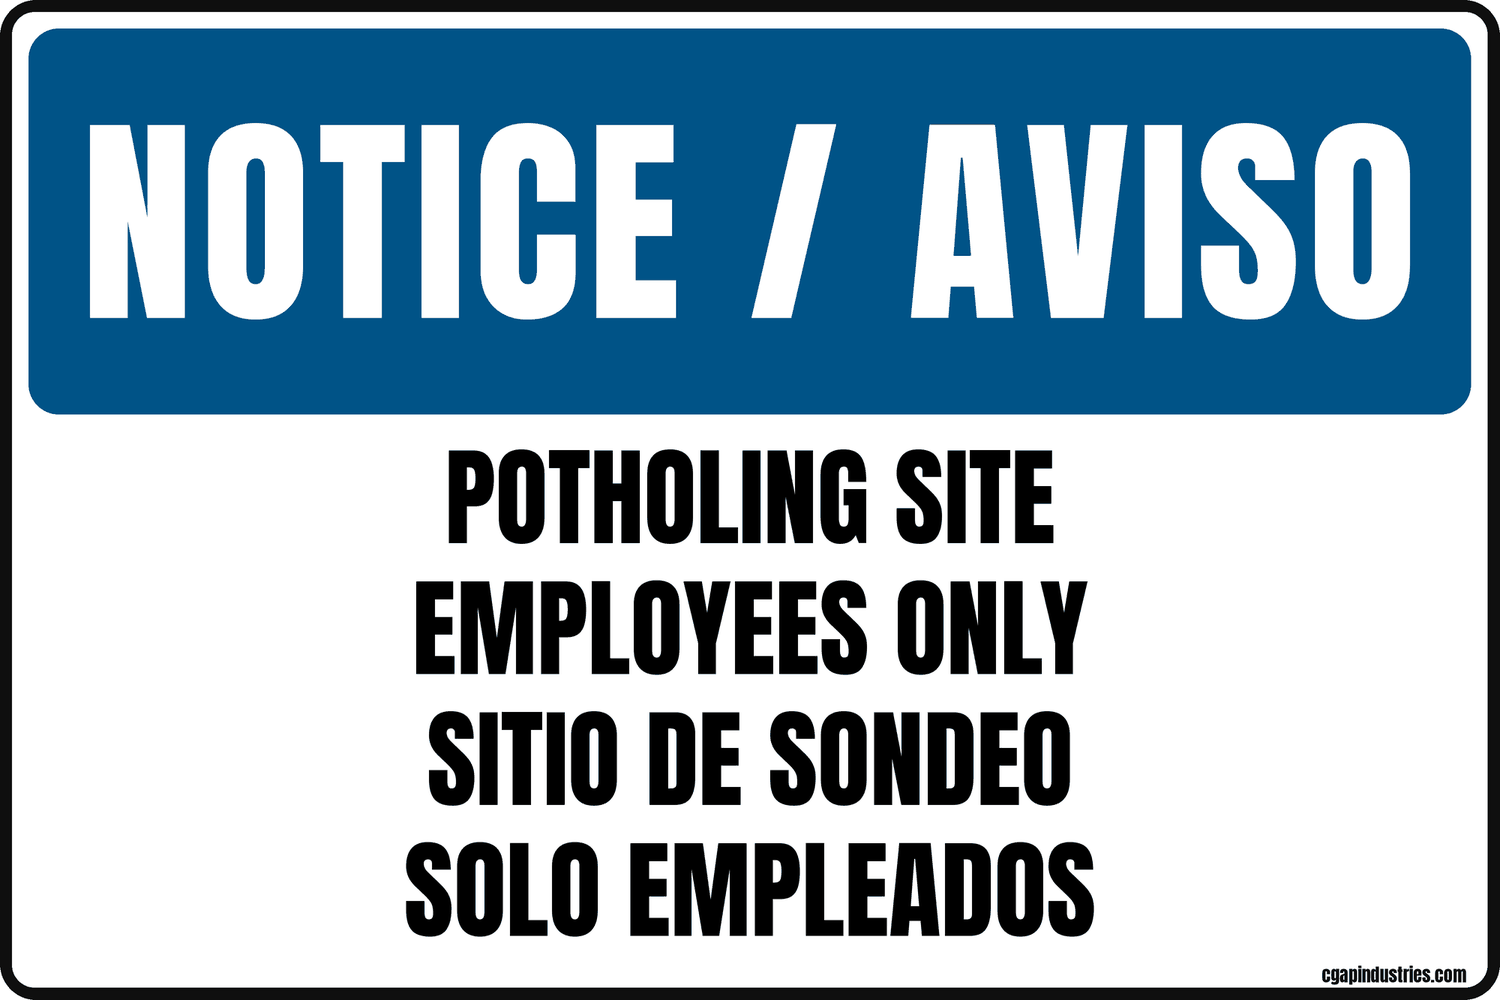 NOTICE / AVISO
POTHOLING SITE
EMPLOYEES ONLY
SITIO DE SONDEO
SOLO EMPLEADOS
cgapindustries.com